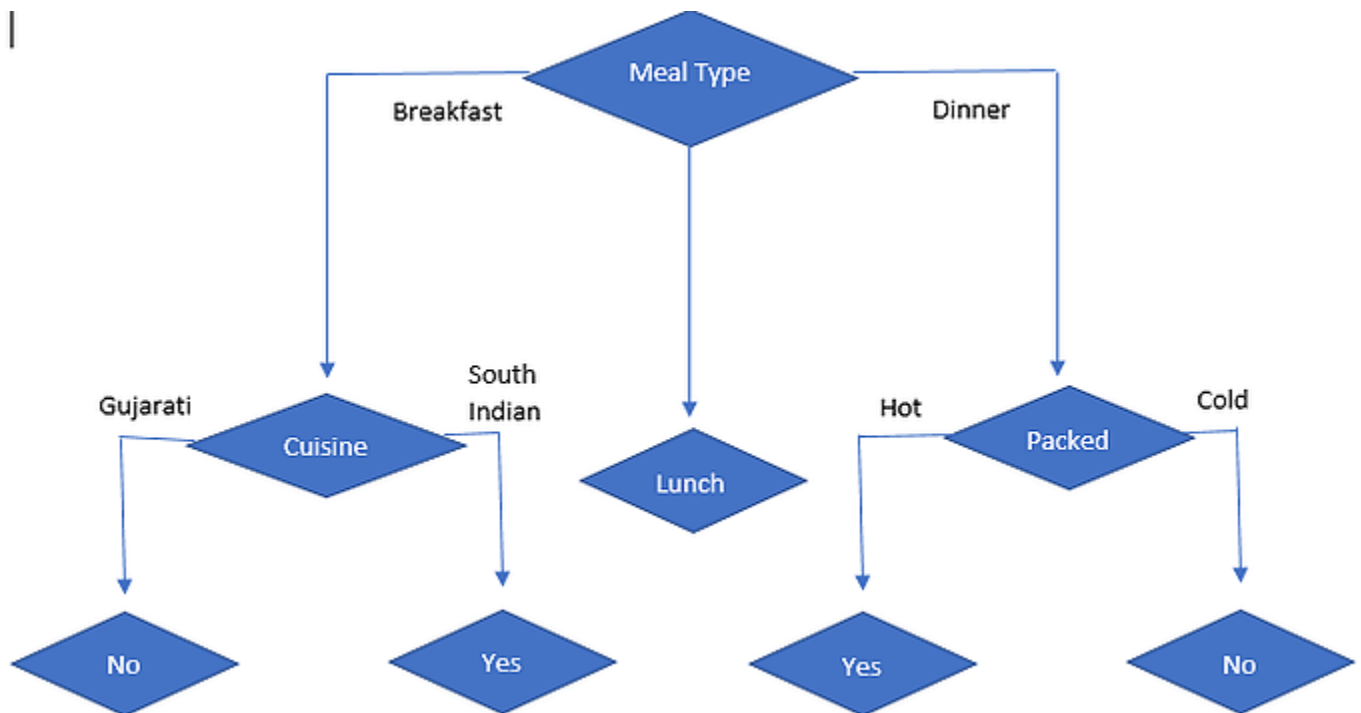 Meal Type
Breakfast
Dinner
Gujarati
South
Indian
Cuisine
Lunch
Hot
Packed
Cold
No
Yes
Yes
No